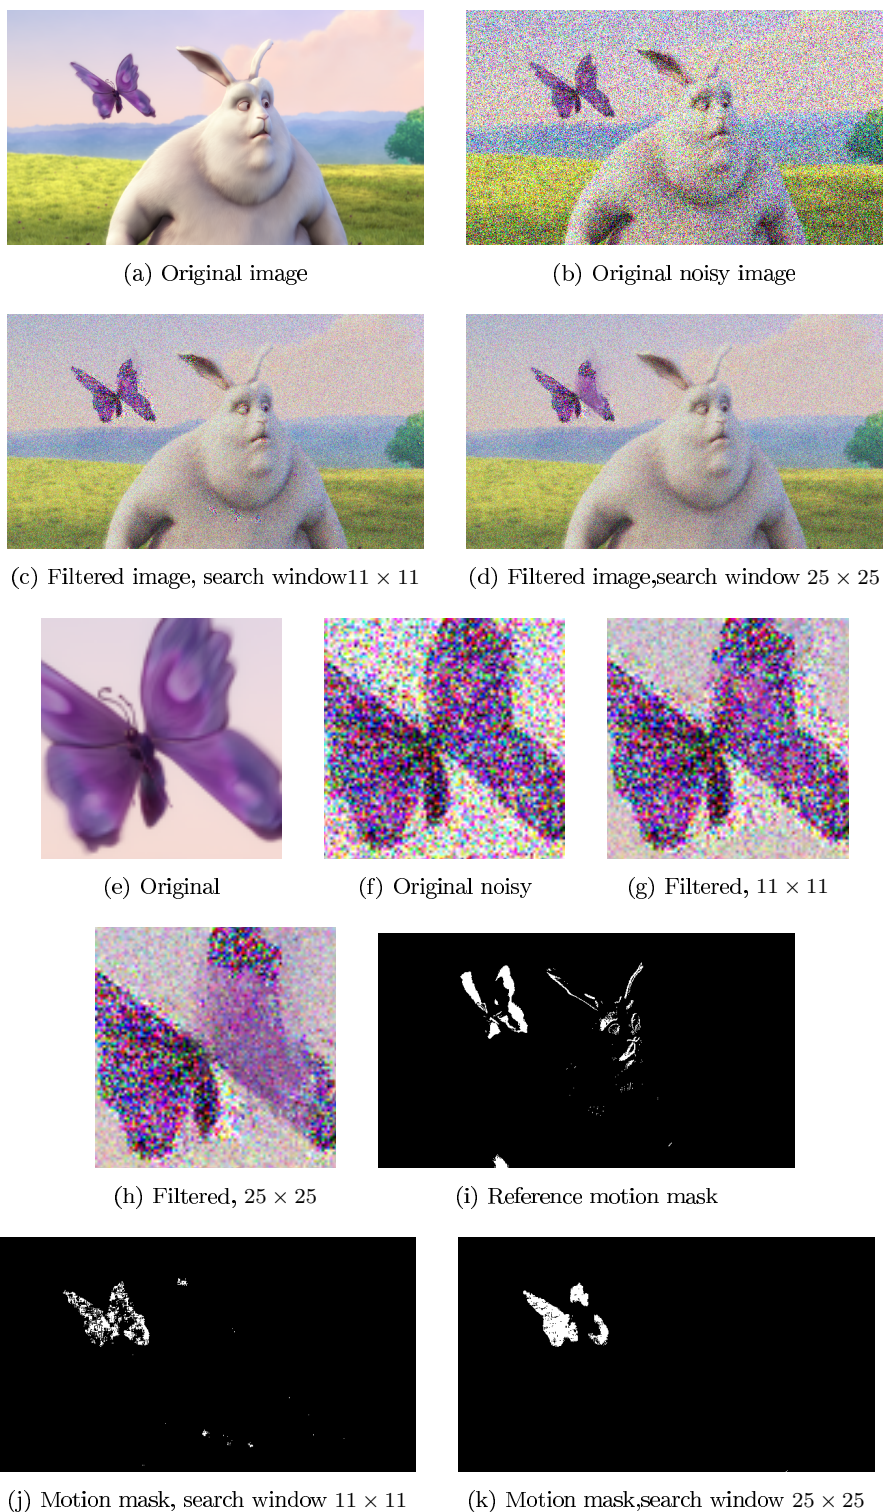 (a) Original image
(b) Original noisy image
(c) Filtered image, search window11 × 11
(d) Filtered image,search window 25 × 25
(e) Original
(f) Original noisy
(g) Filtered, 11 × 11
(h) Filtered, 25 × 25
(i) Reference motion mask
(j) Motion mask, search window 11 × 11
(k) Motion mask,search window 25 × 25